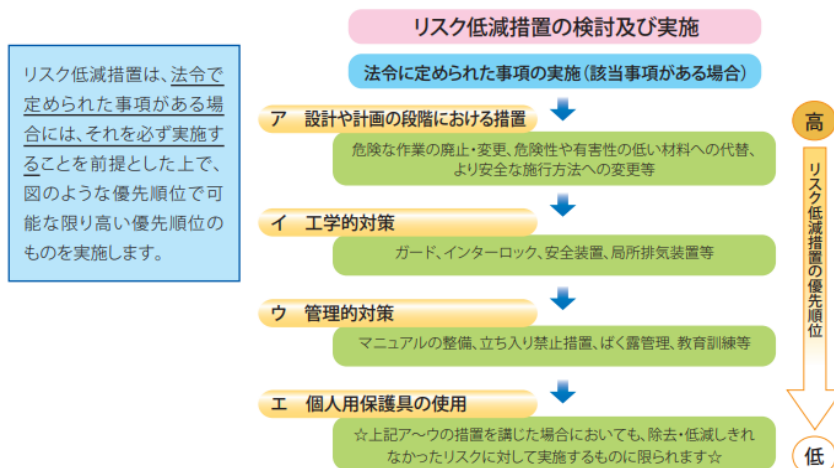 リスク低減措置の検討及び実施
法令に定められた事項の実施（該当事項がある場合）
リスク低減措置は、法令で
定められた事項がある場
合には、それを必ず実施す
ることを前提とした上で、
図のような優先順位で可
能な限り高い優先順位の
ものを実施します。
ア 設計や計画の段階における措置
危険な作業の廃止・変更、危険性や有害性の低い材料への代替、
より安全な施行方法への変更等
イ 工学的対策
ガード、インターロック、安全装置、局所排気装置等
ウ 管理的対策
マニュアルの整備、立ち入り禁止措置、ばく露管理、教育訓練等
エ 個人用保護具の使用
☆上記ア〜ウの措置を講じた場合においても、除去・低減しきれ
なかったリスクに対して実施するものに限られます☆
高
リスク低減措置の優先順位
低